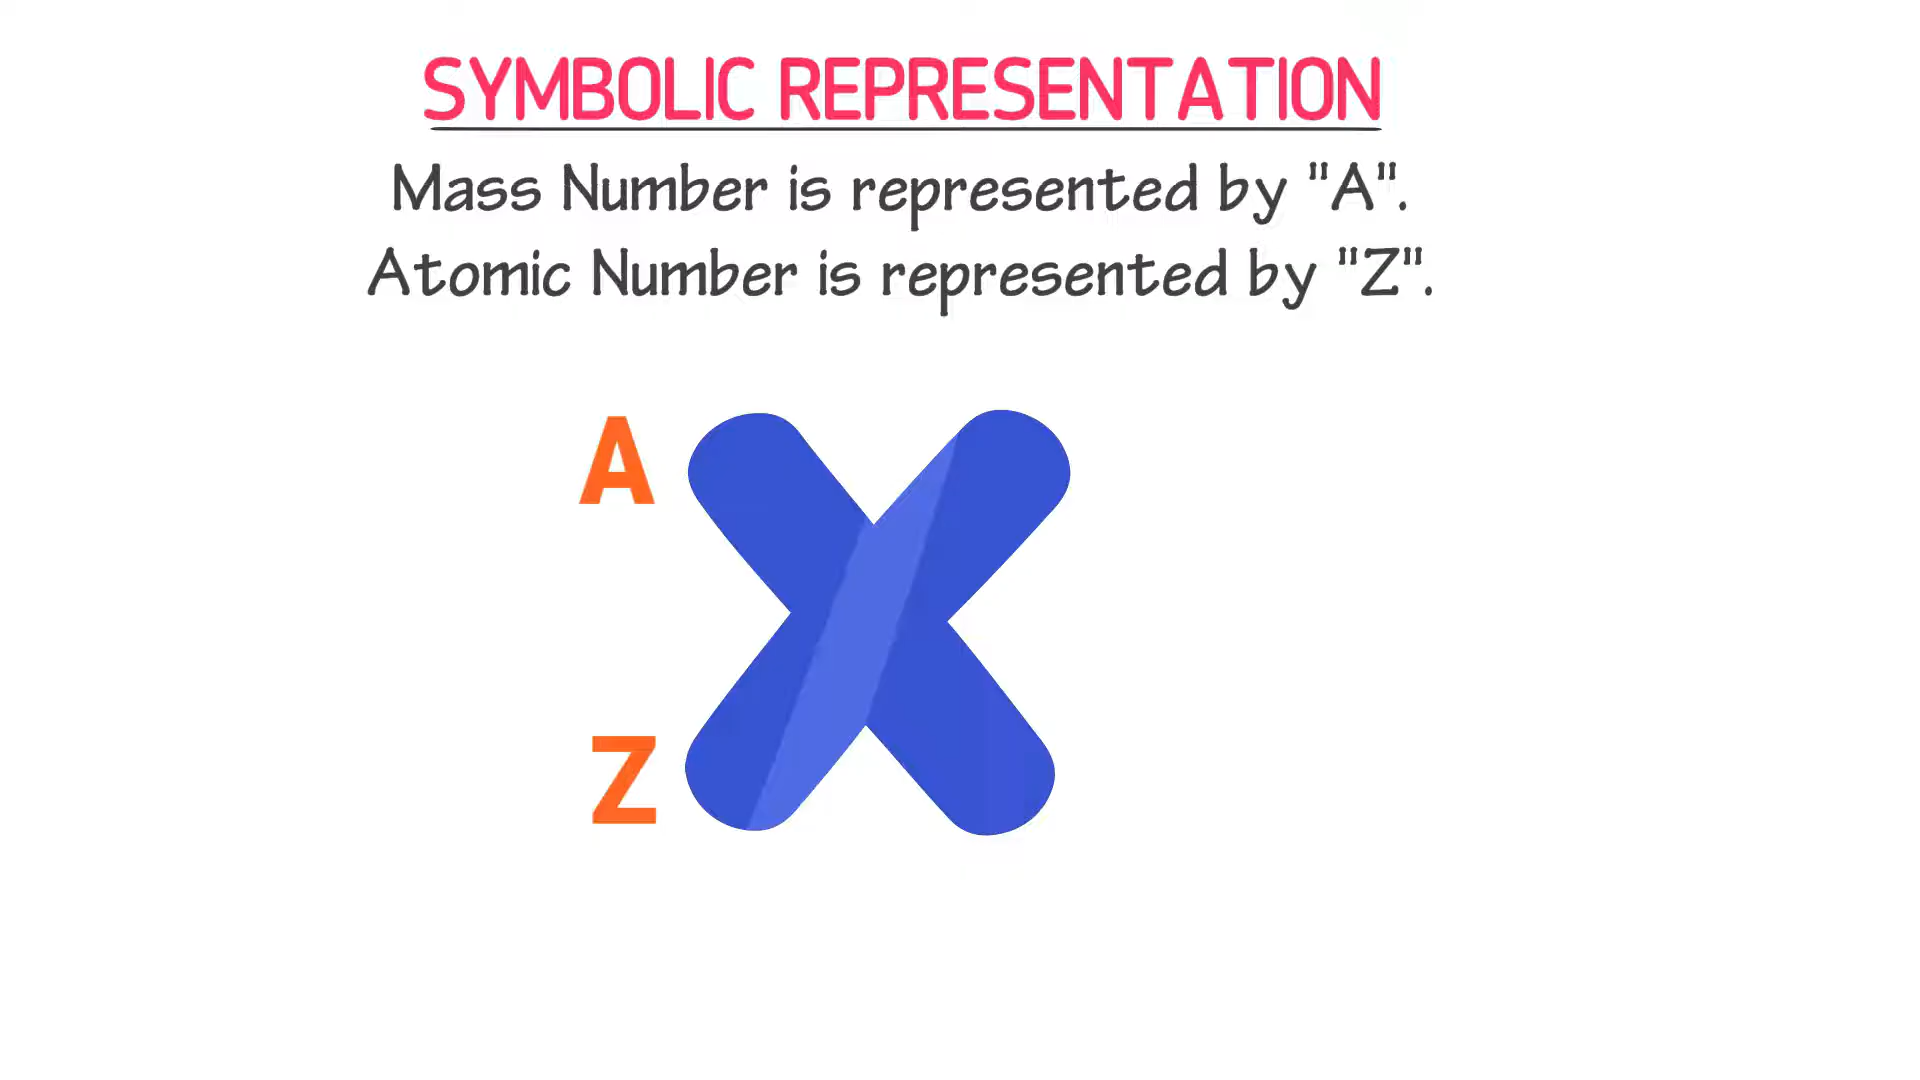 SYMBOLIC REPRESENTATION
Mass Number is represented by "A".
Atomic Number is represented by "Z".
A
X
Z